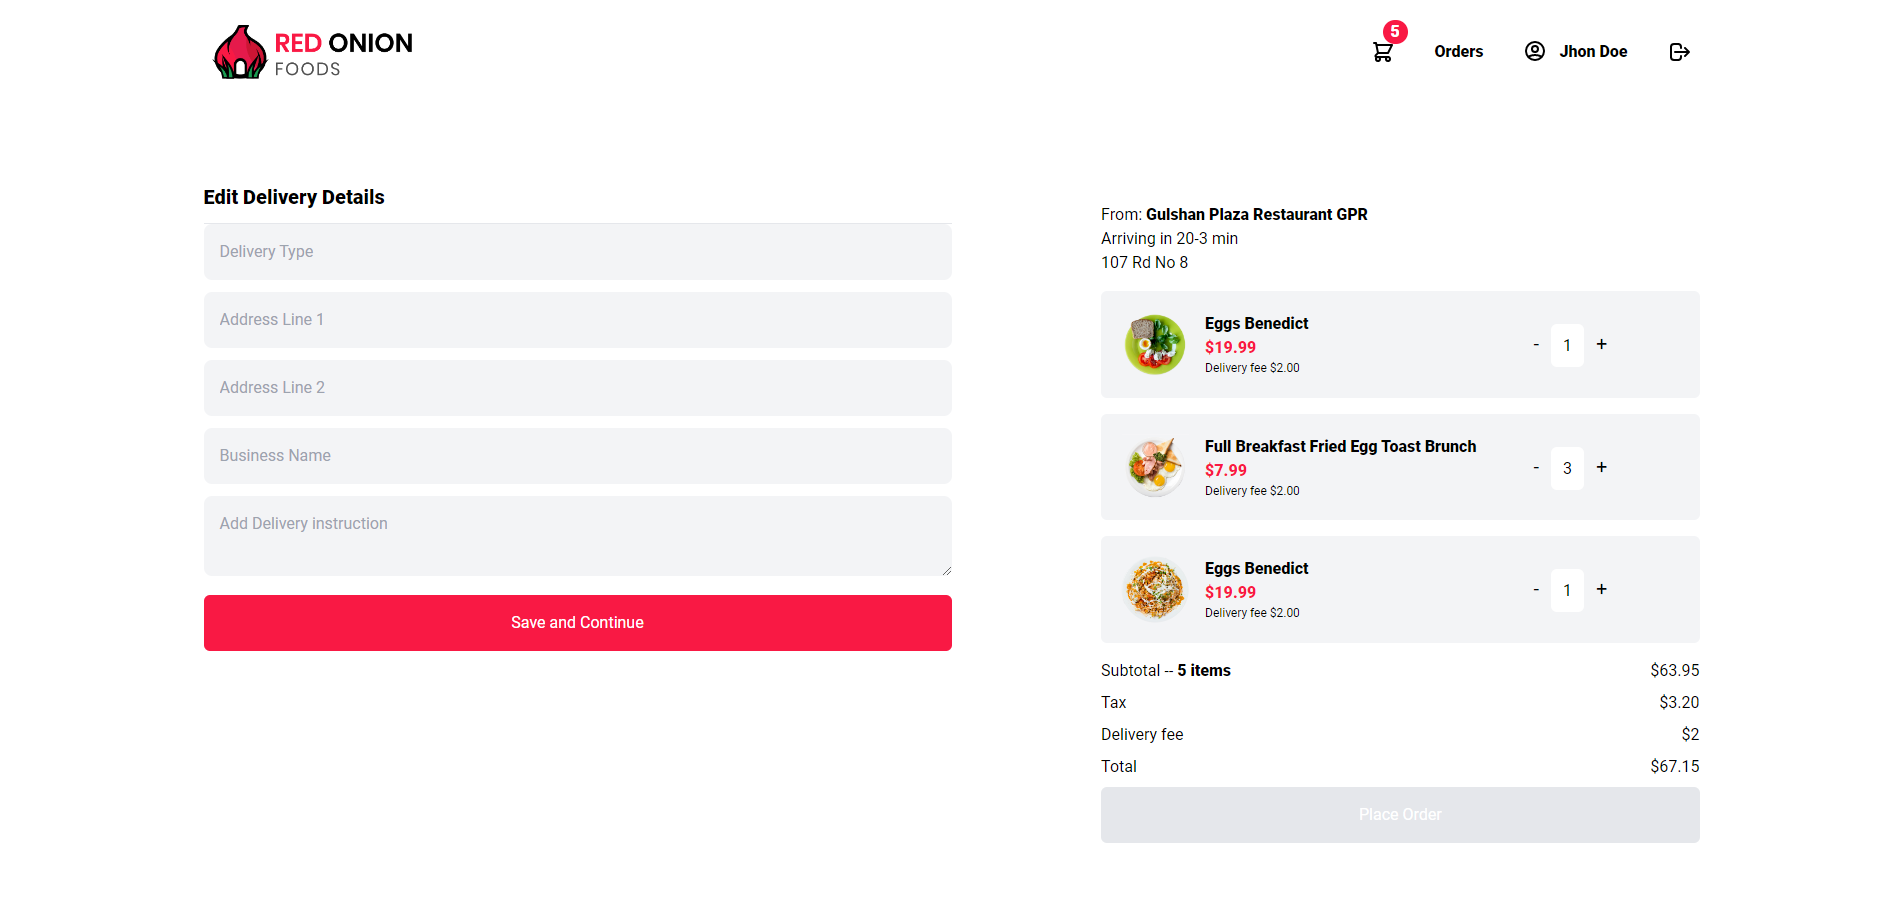 RED ONION
FOODS
5
Orders
Jhon Doe
Edit Delivery Details
Delivery Type
Address Line 1
Address Line 2
Business Name
Add Delivery instruction
Save and Continue
From: Gulshan Plaza Restaurant GPR
Arriving in 20-3 min
107 Rd No 8
Eggs Benedict
$19.99
Delivery fee $2.00
- 1 +
Full Breakfast Fried Egg Toast Brunch
$7.99
Delivery fee $2.00
- 3 +
Eggs Benedict
$19.99
Delivery fee $2.00
- 1 +
Subtotal -- 5 items $63.95
Tax $3.20
Delivery fee $2
Total $67.15
Place Order